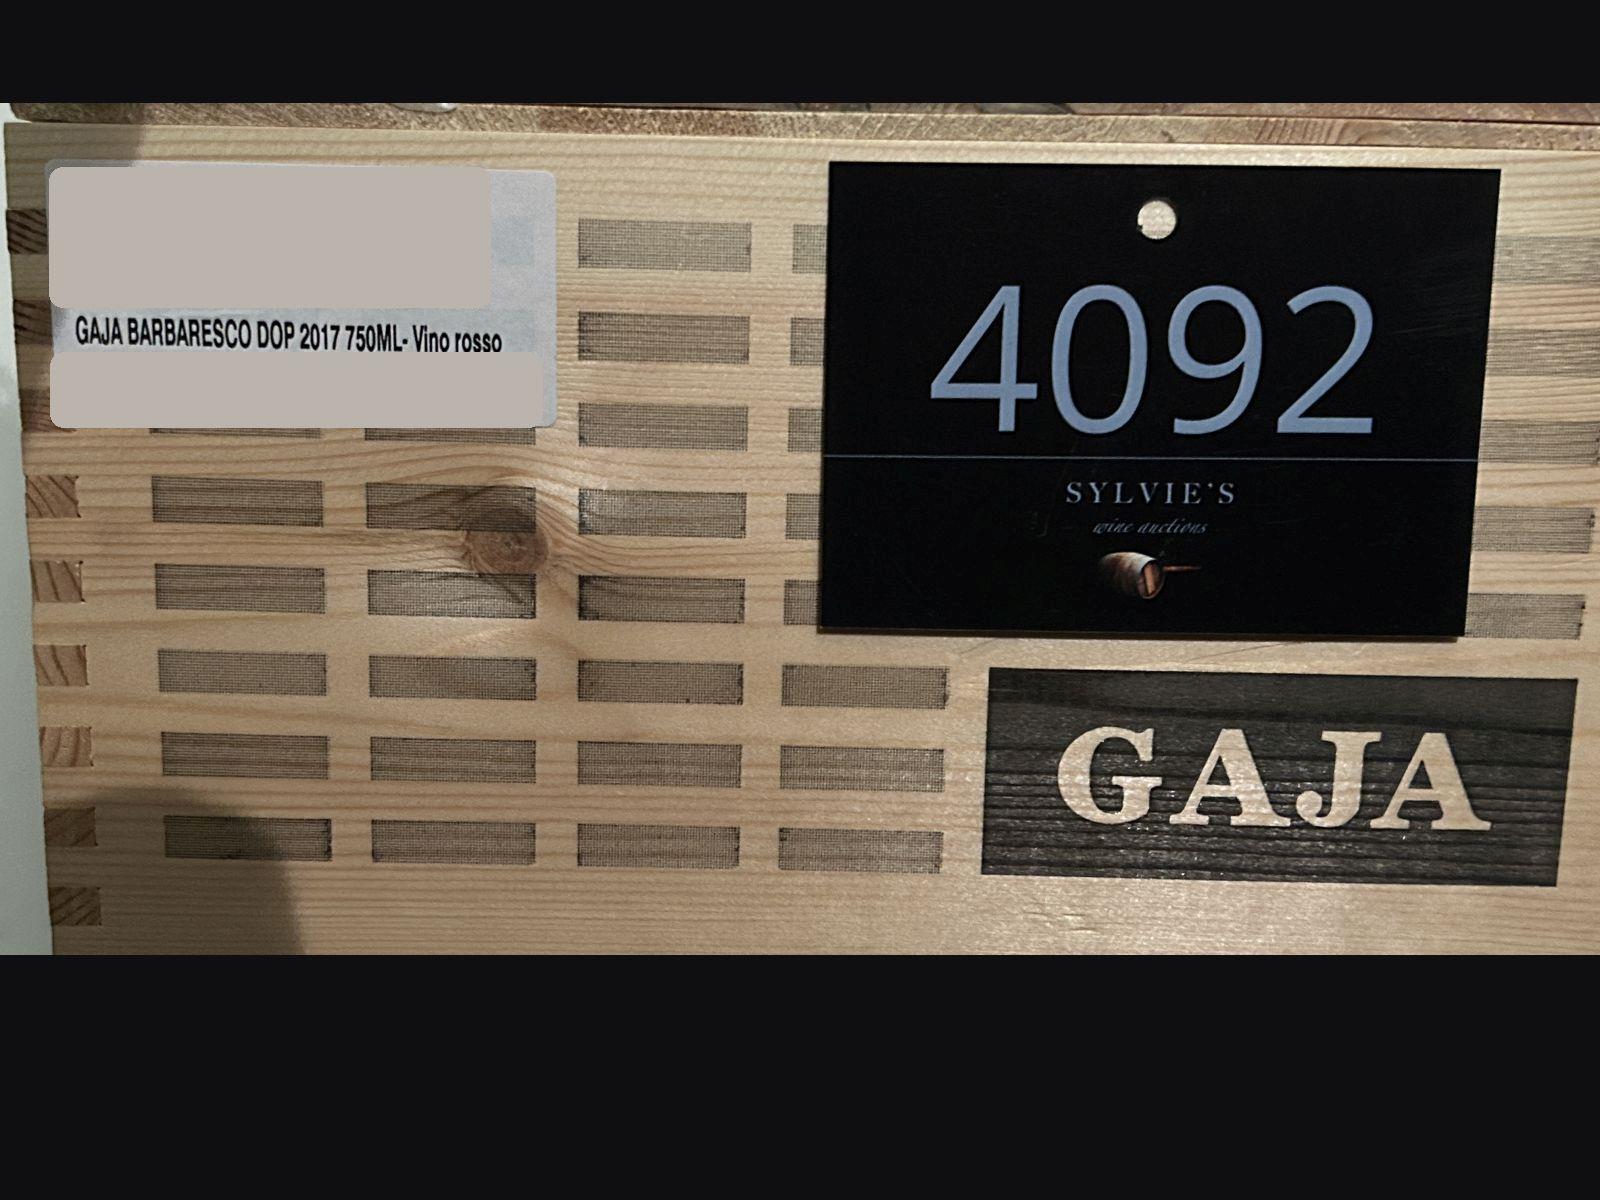 GAJA BARBARESCO DOP 2017 750ML- Vino rosso
4092
SYLVIE'S
wine auctions
GAJA